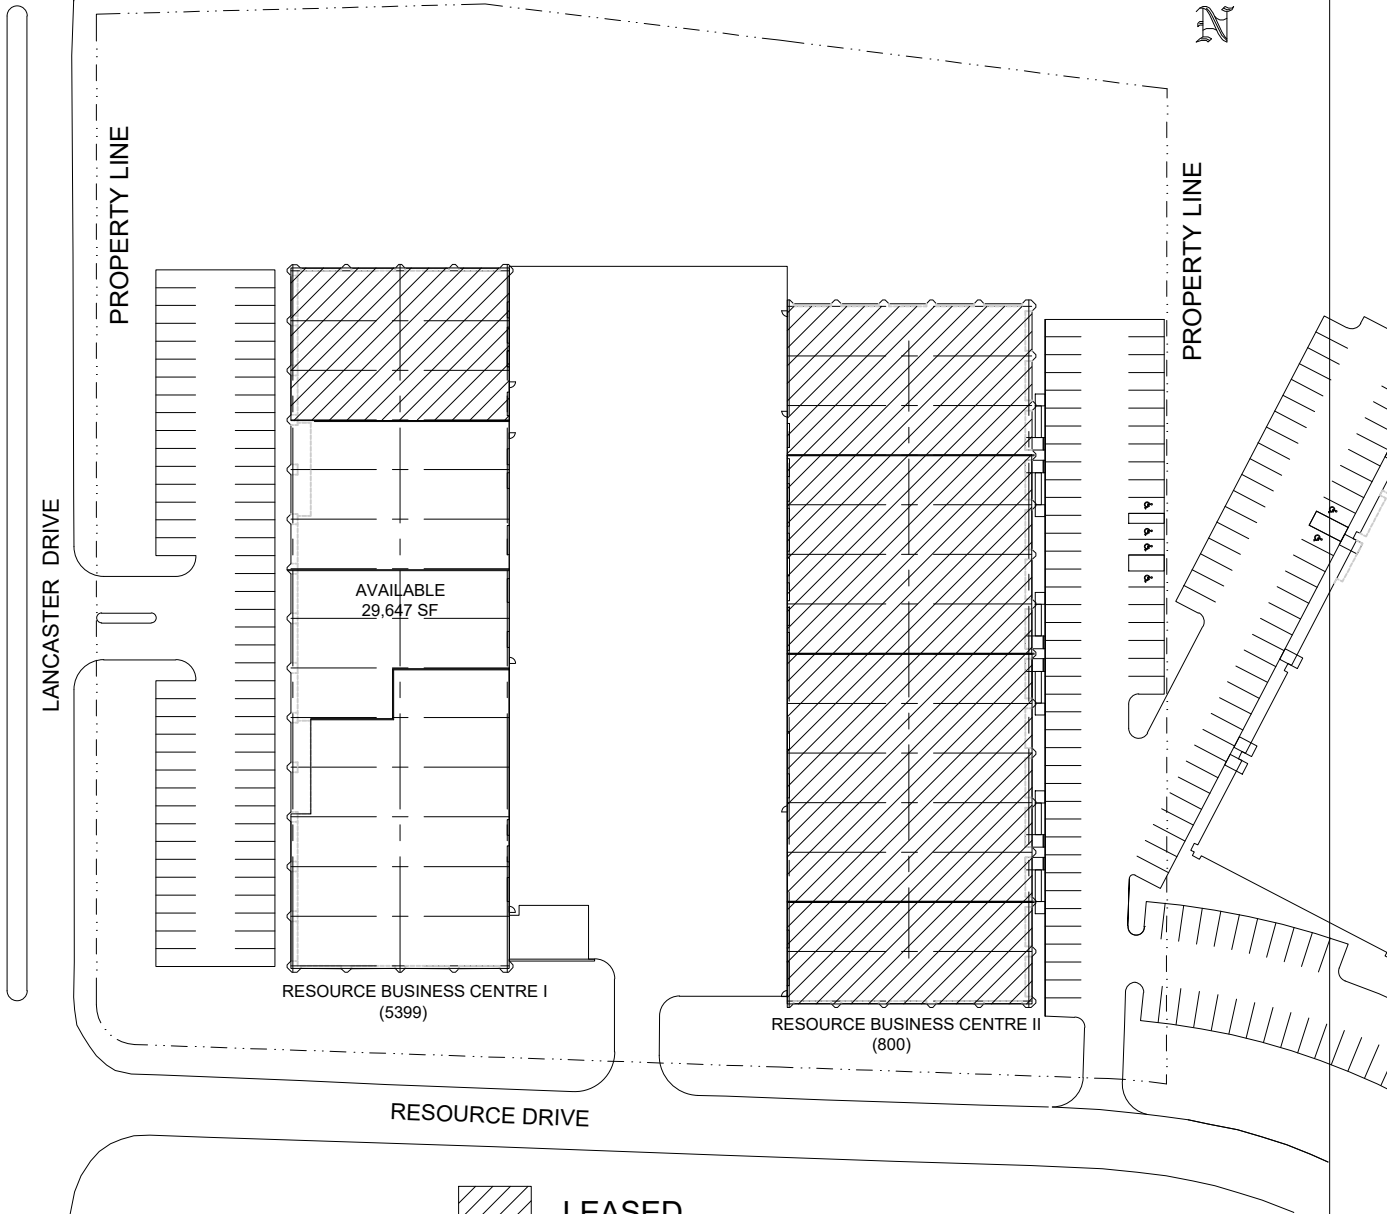 N
PROPERTY LINE
PROPERTY LINE
LANCASTER DRIVE
AVAILABLE
29,647 SF
RESOURCE BUSINESS CENTRE I
(5399)
RESOURCE BUSINESS CENTRE II
(800)
RESOURCE DRIVE
LEASED